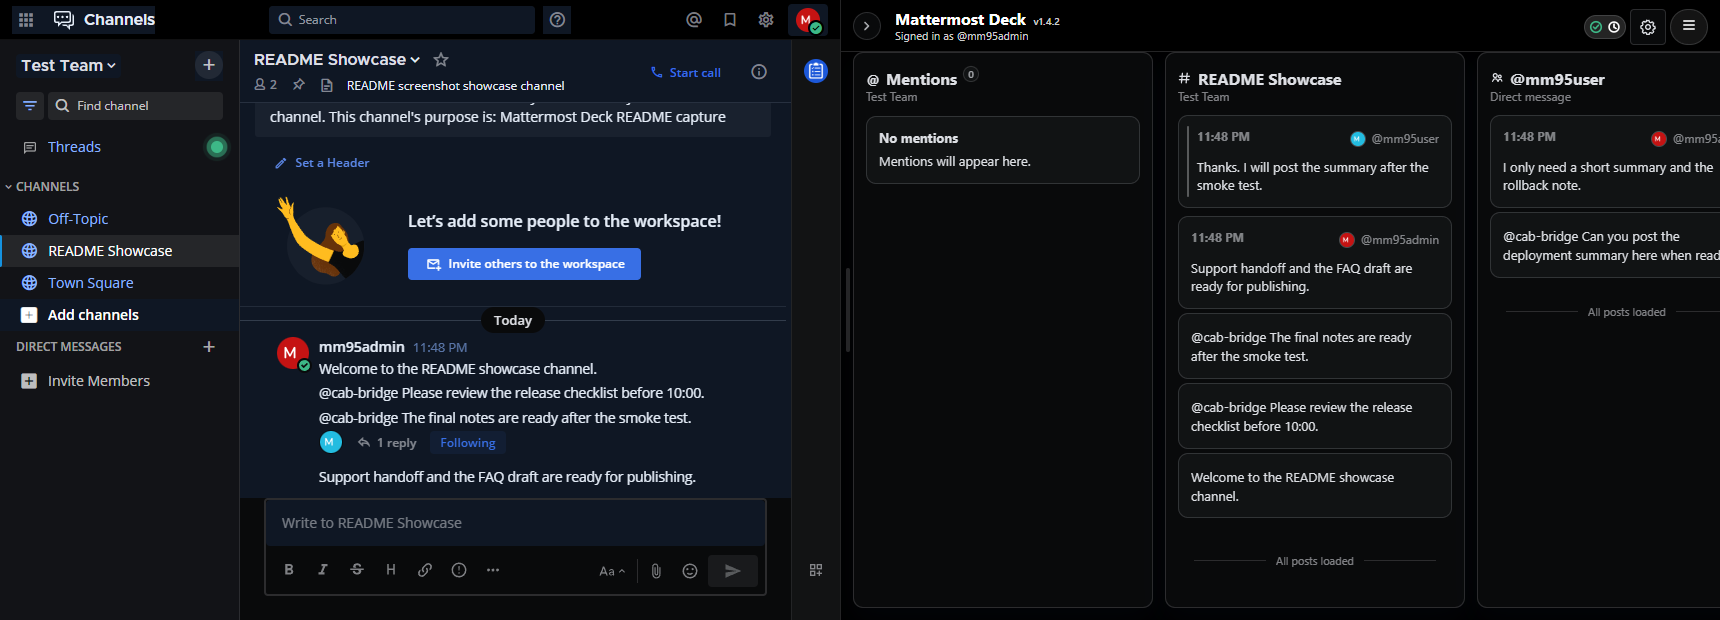 Channels
Search
Test Team
Find channel
Threads
CHANNELS
Off-Topic
README Showcase
Town Square
Add channels
DIRECT MESSAGES
Invite Members
README Showcase
2
README screenshot showcase channel
Start call
channel. This channel's purpose is: Mattermost Deck README capture
Set a Header
Let's add some people to the workspace!
Invite others to the workspace
Today
M
mm95admin 11:48 PM
Welcome to the README showcase channel.
@cab-bridge Please review the release checklist before 10:00.
@cab-bridge The final notes are ready after the smoke test.
M
1 reply
Following
Support handoff and the FAQ draft are ready for publishing.
Write to README Showcase
B I S H
Aa
M
Mattermost Deck v1.4.2
Signed in as @mm95admin
@ Mentions 0
Test Team
No mentions
Mentions will appear here.
# README Showcase
Test Team
11:48 PM M @mm95user
Thanks. I will post the summary after the
smoke test.
11:48 PM M @mm95admin
Support handoff and the FAQ draft are
ready for publishing.
@cab-bridge The final notes are ready
after the smoke test.
@cab-bridge Please review the release
checklist before 10:00.
Welcome to the README showcase
channel.
All posts loaded
@mm95user
Direct message
11:48 PM M
I only need a short summary and the
rollback note.
@cab-bridge Can you post the
deployment summary here when
All posts loaded